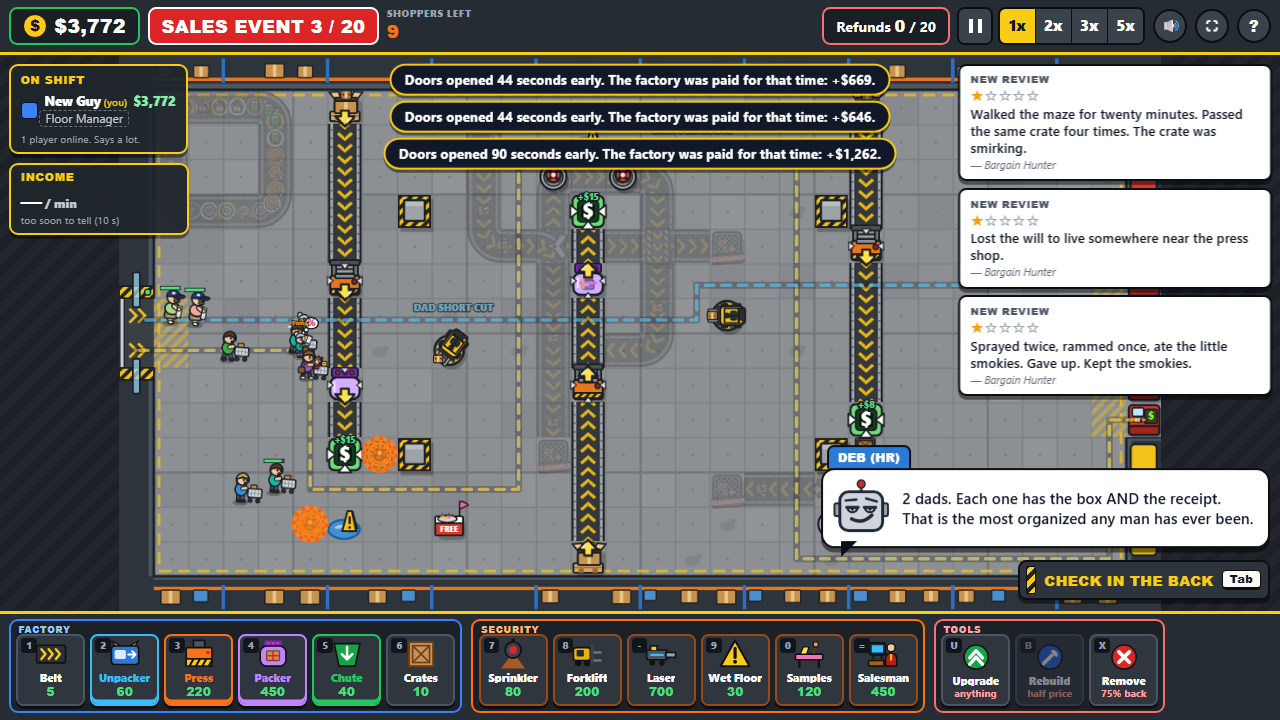 $3,772
SALES EVENT 3 / 20
SHOPPERS LEFT
9
Refunds 0 / 20
1x
2x
3x
5x
?
ON SHIFT
New Guy (you) $3,772
Floor Manager
1 player online. Says a lot.
INCOME
— / min
too soon to tell (10 s)
Doors opened 44 seconds early. The factory was paid for that time: +$669.
Doors opened 44 seconds early. The factory was paid for that time: +$646.
Doors opened 90 seconds early. The factory was paid for that time: +$1,262.
NEW REVIEW
Walked the maze for twenty minutes. Passed
the same crate four times. The crate was
smirking.
— Bargain Hunter
NEW REVIEW
Lost the will to live somewhere near the press
shop.
— Bargain Hunter
NEW REVIEW
Sprayed twice, rammed once, ate the little
smokies. Gave up. Kept the smokies.
— Bargain Hunter
+$15
$
DAD SHORT CUT
+$15
$
+$8
$
$
FREE
DEB (HR)
2 dads. Each one has the box AND the receipt.
That is the most organized any man has ever been.
CHECK IN THE BACK Tab
FACTORY
1
Belt
5
2
Unpacker
60
3
Press
220
4
Packer
450
5
Chute
40
6
Crates
10
SECURITY
7
Sprinkler
80
8
Forklift
200
-
Laser
700
9
Wet Floor
30
0
Samples
120
=
Salesman
450
TOOLS
U
Upgrade
anything
B
Rebuild
half price
X
Remove
75% back